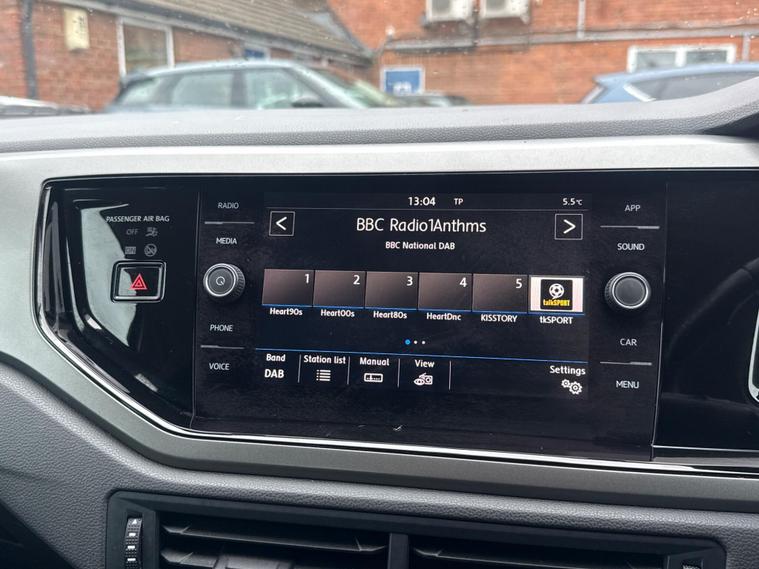 13:04 TP 5.5°C
BBC Radio1Anthms
BBC National DAB
1 2 3 4 5
talkSPORT
Heart90s Heart00s Heart80s HeartDnc KISSTORY tkSPORT
Band Station list Manual View Settings
DAB
RADIO
MEDIA
PHONE
VOICE
APP
SOUND
CAR
MENU
PASSENGER AIR BAG
OFF
ON